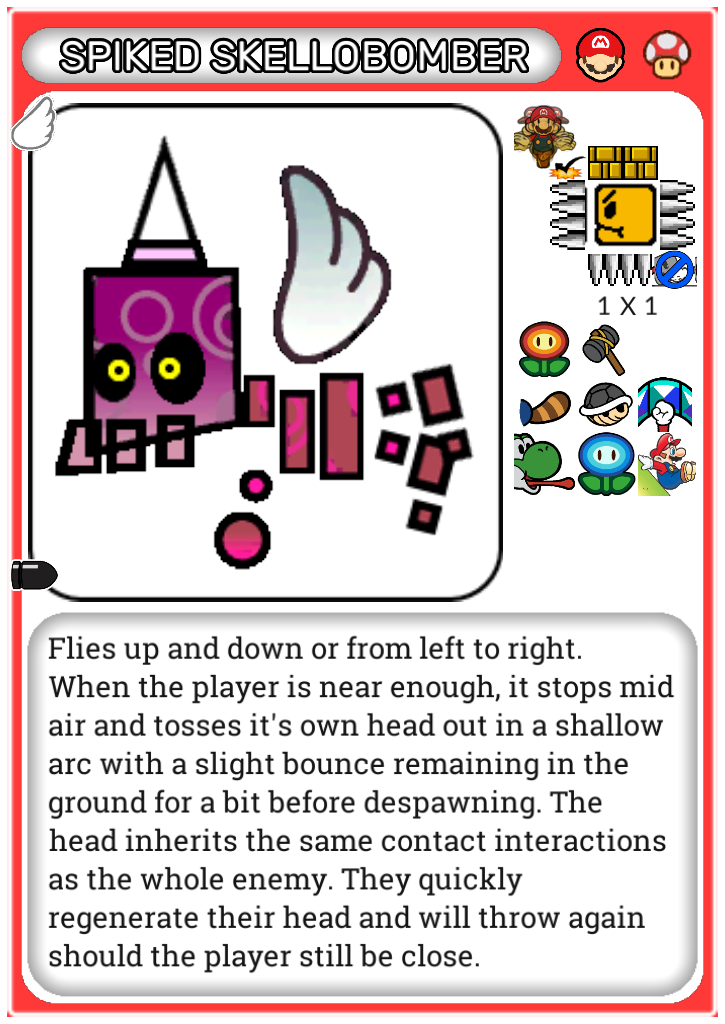 SPIKED SKELLOBOMBER
1 X 1
Flies up and down or from left to right.
When the player is near enough, it stops mid
air and tosses it's own head out in a shallow
arc with a slight bounce remaining in the
ground for a bit before despawning. The
head inherits the same contact interactions
as the whole enemy. They quickly
regenerate their head and will throw again
should the player still be close.